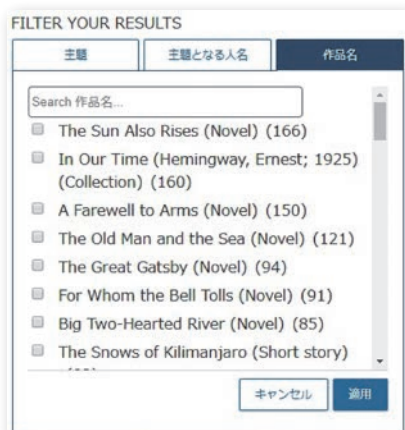 FILTER YOUR RESULTS
主題
主題となる人名
作品名
Search 作品名...
The Sun Also Rises (Novel) (166)
In Our Time (Hemingway, Ernest; 1925)
(Collection) (160)
A Farewell to Arms (Novel) (150)
The Old Man and the Sea (Novel) (121)
The Great Gatsby (Novel) (94)
For Whom the Bell Tolls (Novel) (91)
Big Two-Hearted River (Novel) (85)
The Snows of Kilimanjaro (Short story)
キャンセル
適用